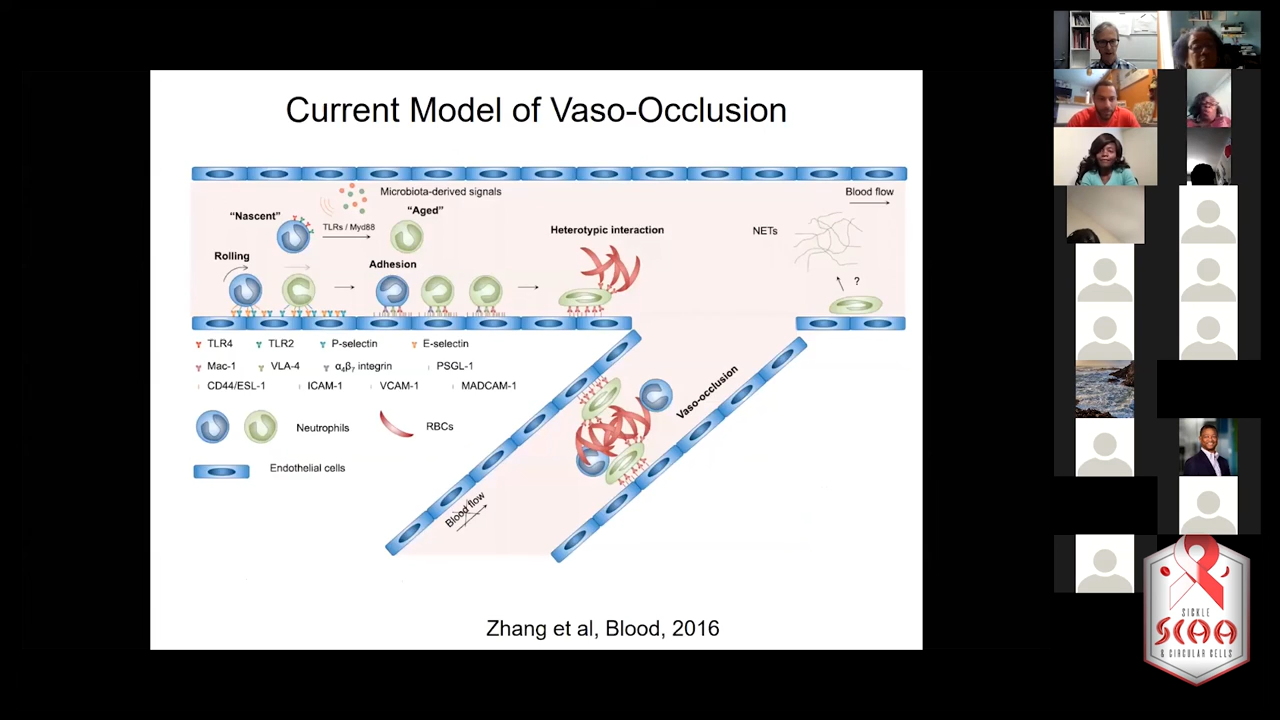 Current Model of Vaso-Occlusion
Microbiota-derived signals
Blood flow
“Nascent”
“Aged”
TLRs / Myd88
Heterotypic interaction
NETs
Rolling
Adhesion
?
TLR4 TLR2 P-selectin E-selectin
Mac-1 VLA-4 α₄β₇ integrin PSGL-1
CD44/ESL-1 ICAM-1 VCAM-1 MADCAM-1
Neutrophils RBCs
Endothelial cells
Vaso-occlusion
Blood flow
Zhang et al, Blood, 2016
SICKLE
SCAA
& CIRCULAR CELLS